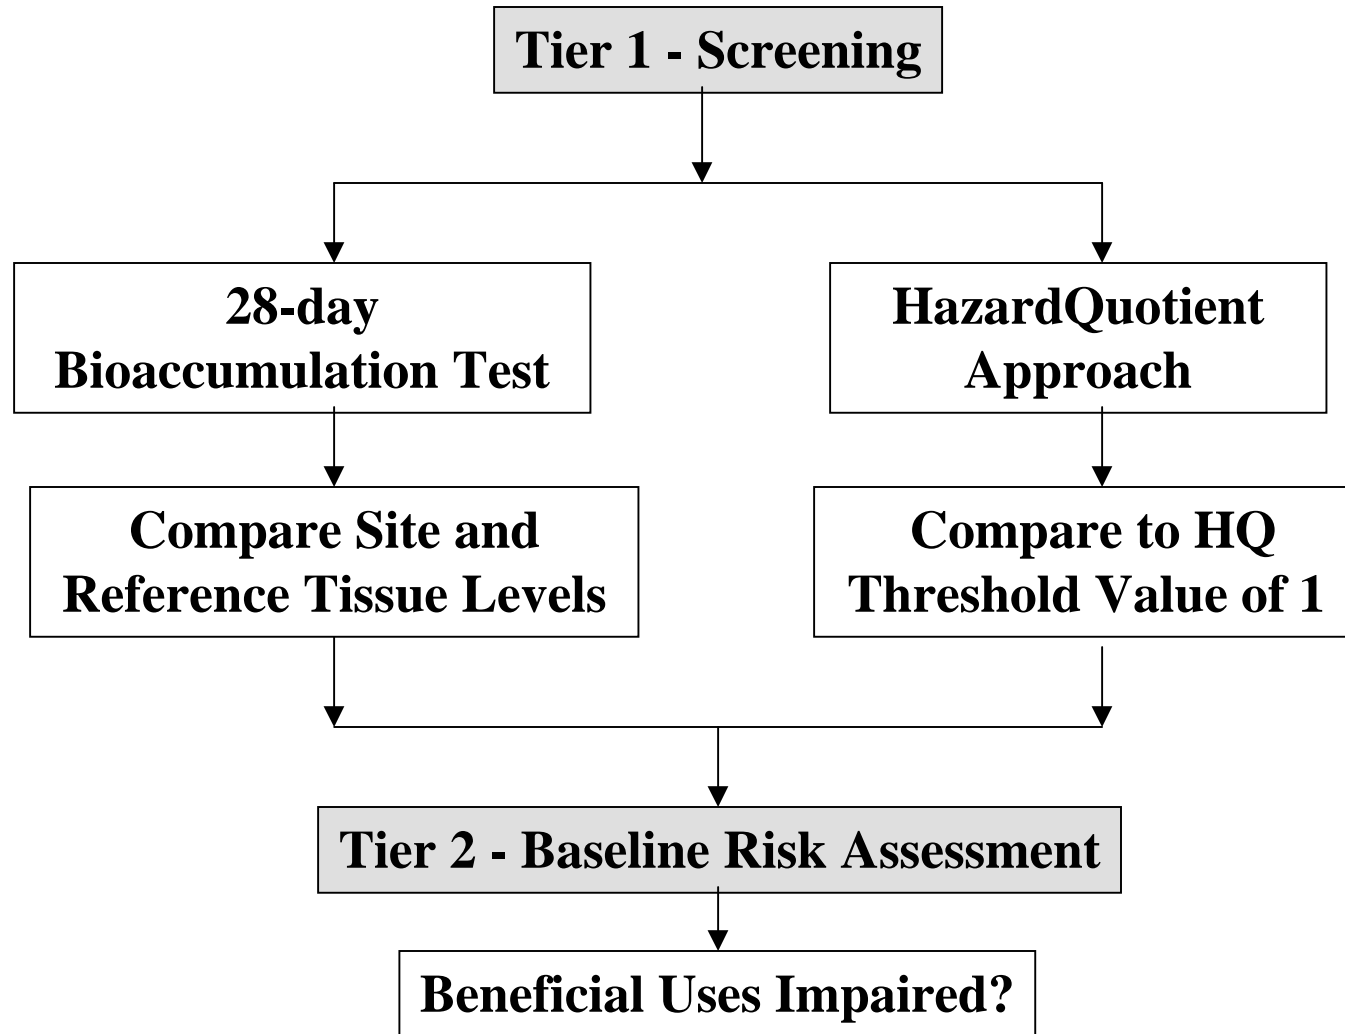 Tier 1 - Screening
28-day
Bioaccumulation Test
HazardQuotient
Approach
Compare Site and
Reference Tissue Levels
Compare to HQ
Threshold Value of 1
Tier 2 - Baseline Risk Assessment
Beneficial Uses Impaired?